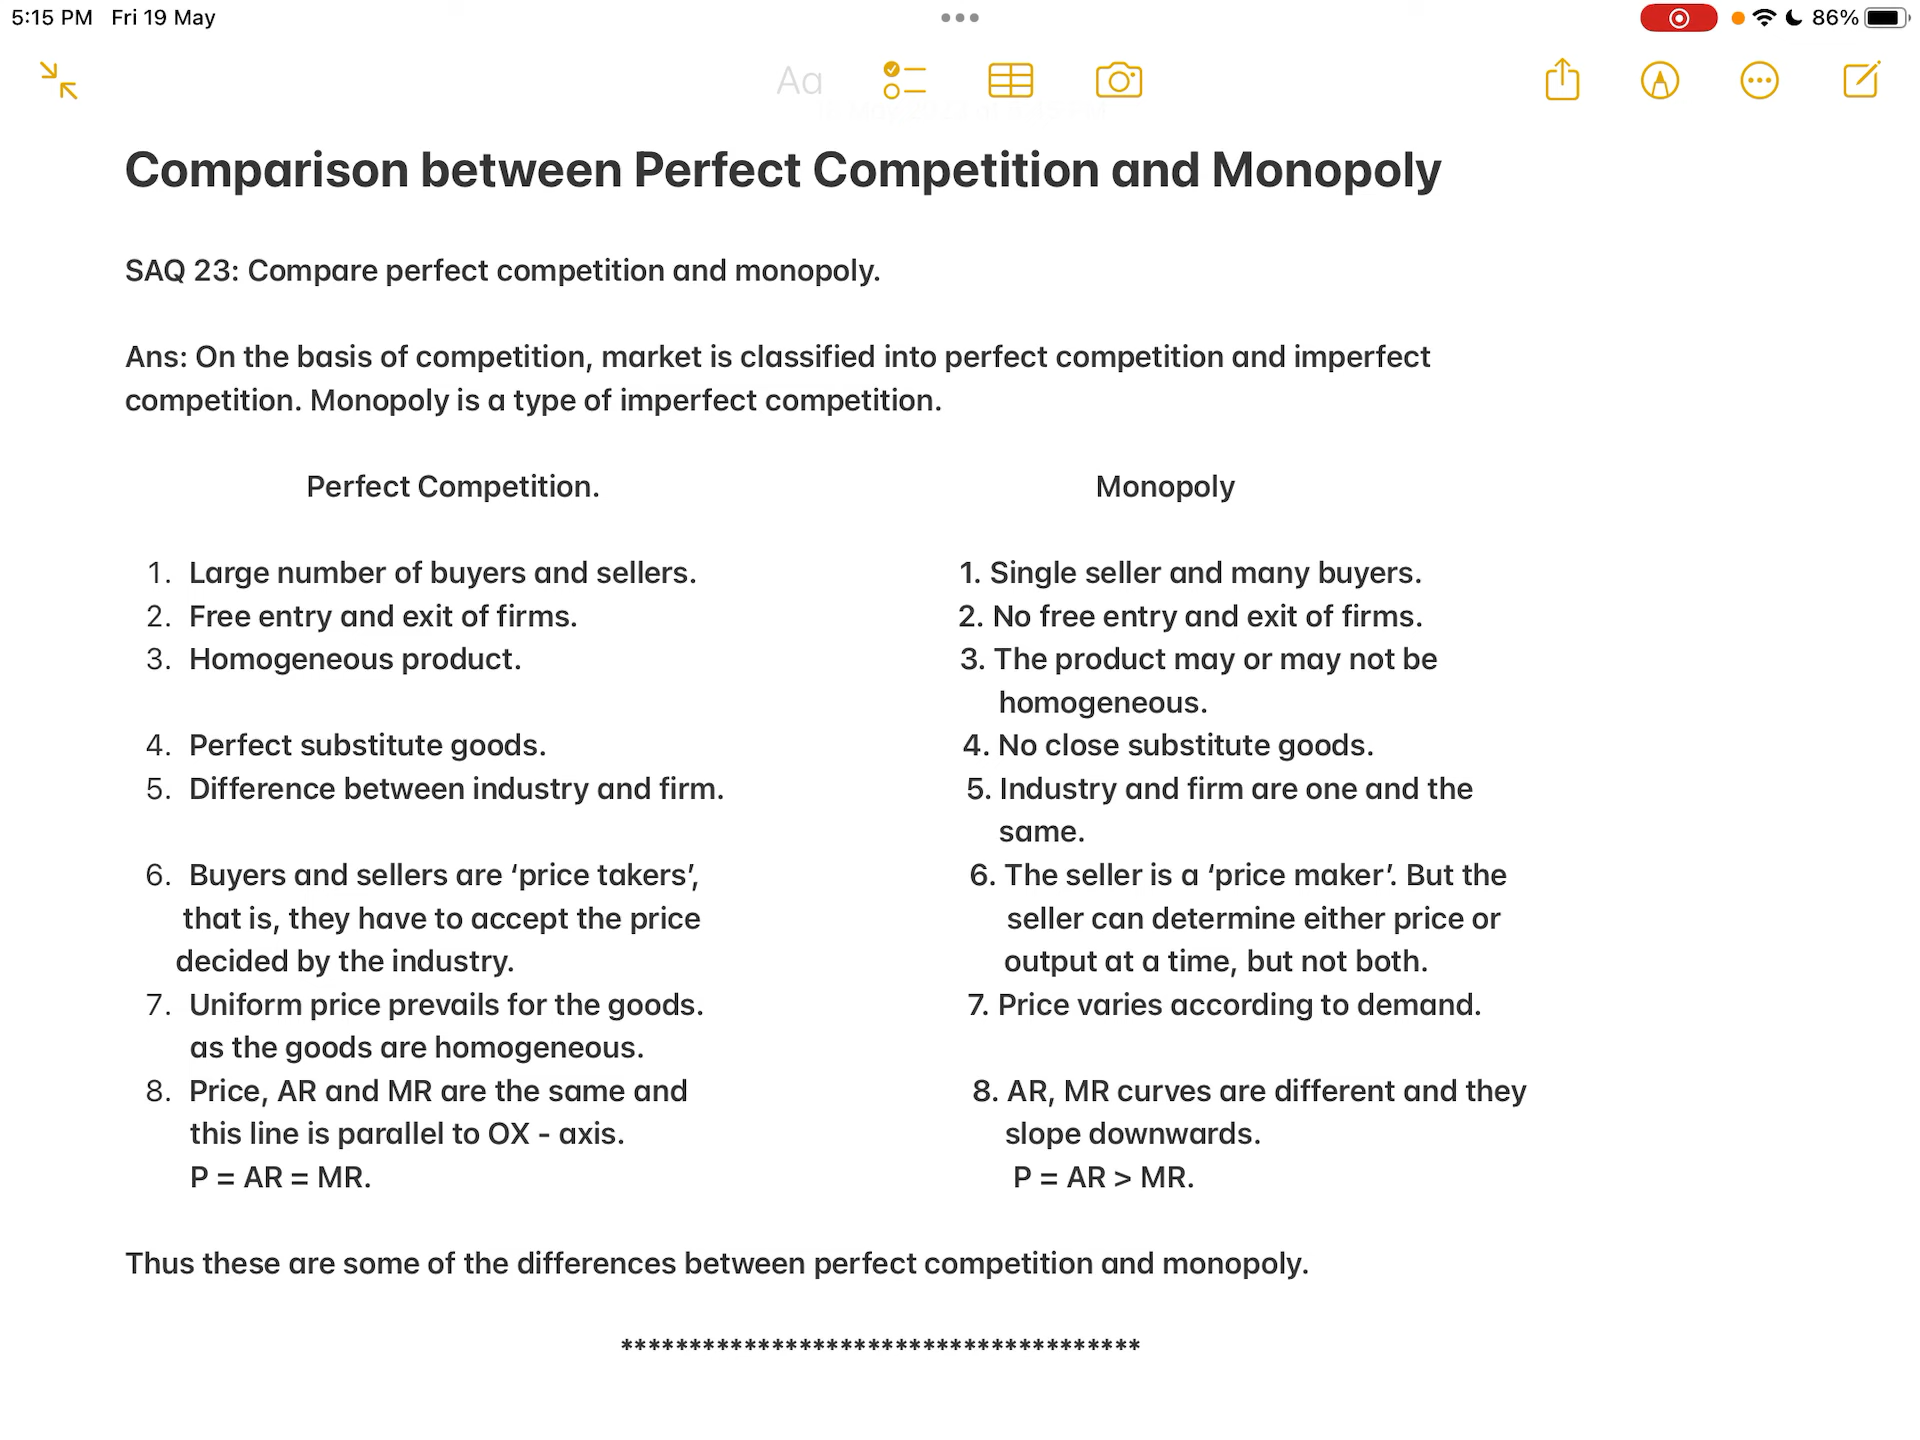 5:15 PM Fri 19 May
86%
Aa
Comparison between Perfect Competition and Monopoly
SAQ 23: Compare perfect competition and monopoly.
Ans: On the basis of competition, market is classified into perfect competition and imperfect
competition. Monopoly is a type of imperfect competition.
Perfect Competition. Monopoly
1. Large number of buyers and sellers. 1. Single seller and many buyers.
2. Free entry and exit of firms. 2. No free entry and exit of firms.
3. Homogeneous product. 3. The product may or may not be
homogeneous.
4. Perfect substitute goods. 4. No close substitute goods.
5. Difference between industry and firm. 5. Industry and firm are one and the
same.
6. Buyers and sellers are ‘price takers’, 6. The seller is a ‘price maker’. But the
that is, they have to accept the price seller can determine either price or
decided by the industry. output at a time, but not both.
7. Uniform price prevails for the goods. 7. Price varies according to demand.
as the goods are homogeneous.
8. Price, AR and MR are the same and 8. AR, MR curves are different and they
this line is parallel to OX - axis. slope downwards.
P = AR = MR. P = AR > MR.
Thus these are some of the differences between perfect competition and monopoly.
**************************************